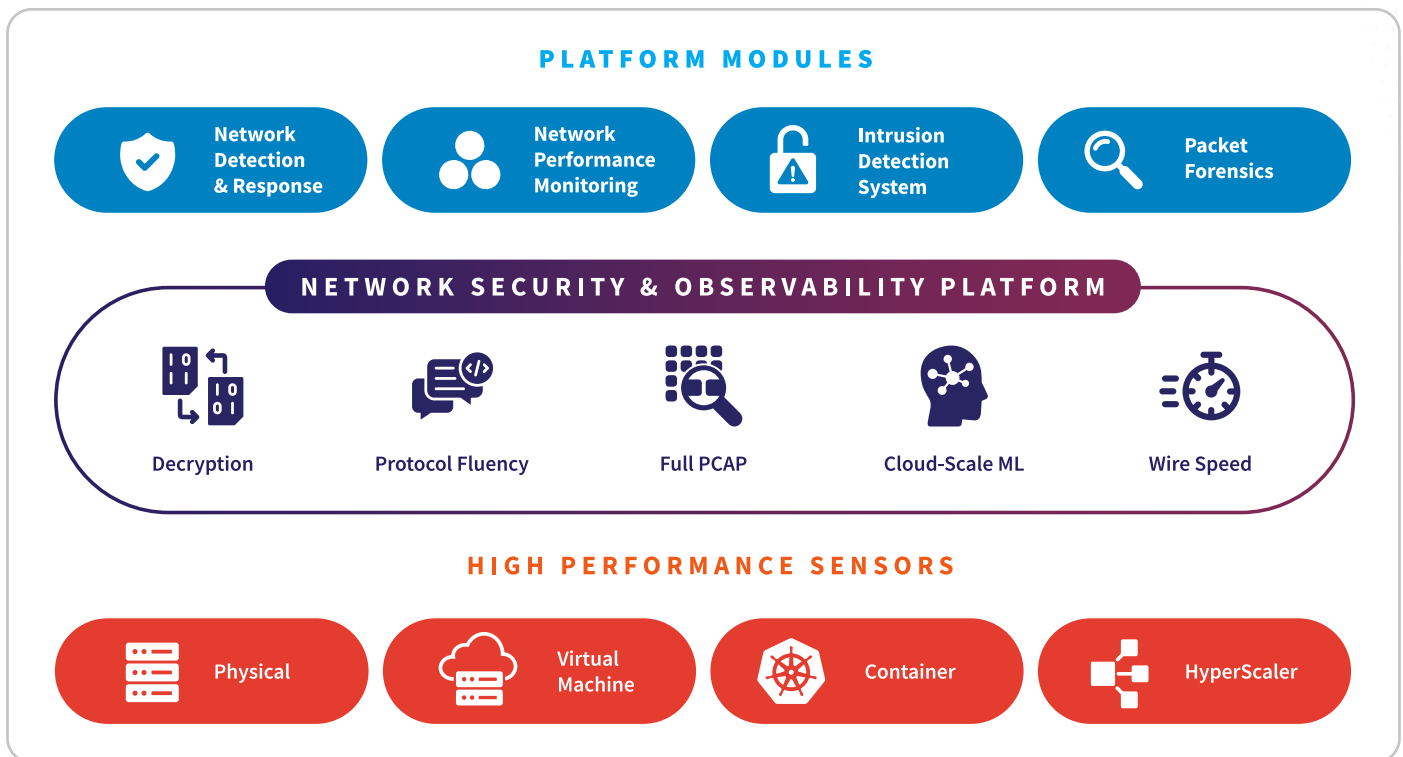 PLATFORM MODULES
Network
Detection
& Response
Network
Performance
Monitoring
Intrusion
Detection
System
Packet
Forensics
NETWORK SECURITY & OBSERVABILITY PLATFORM
Decryption
Protocol Fluency
Full PCAP
Cloud-Scale ML
Wire Speed
HIGH PERFORMANCE SENSORS
Physical
Virtual
Machine
Container
HyperScaler